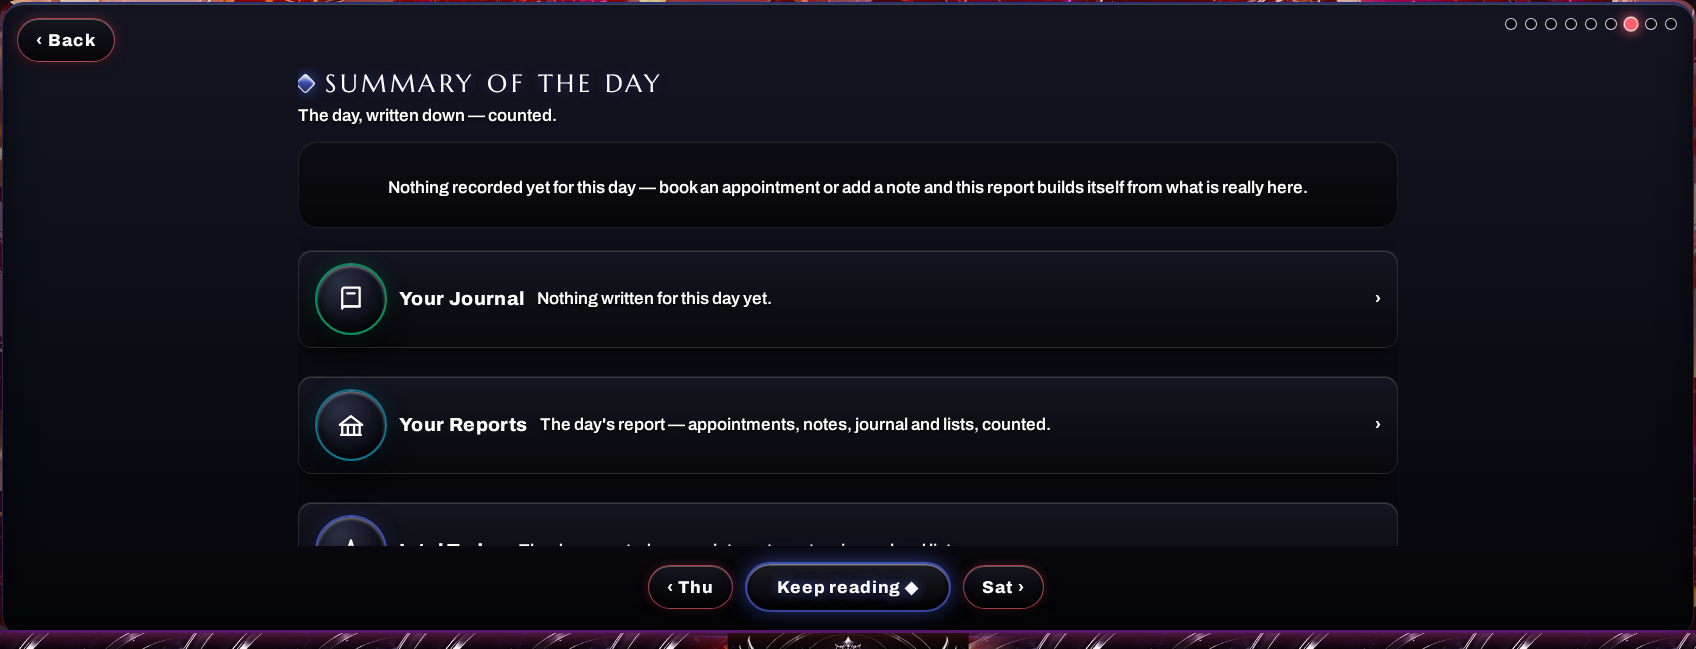 ‹ Back
SUMMARY OF THE DAY
The day, written down — counted.
Nothing recorded yet for this day — book an appointment or add a note and this report builds itself from what is really here.
Your Journal Nothing written for this day yet. ›
Your Reports The day's report — appointments, notes, journal and lists, counted. ›
‹ Thu Keep reading ◆ Sat ›